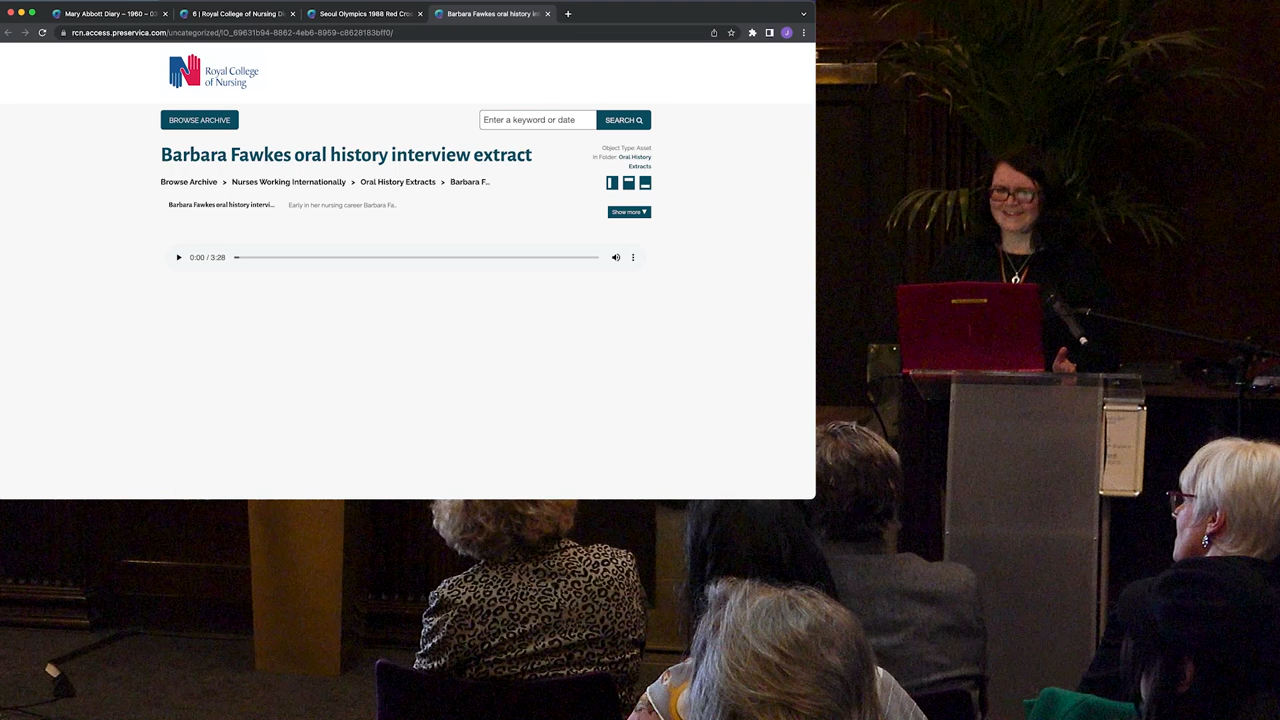 Mary Abbott Diary – 1960 – 03
6 | Royal College of Nursing Di
Seoul Olympics 1988 Red Cros
Barbara Fawkes oral history in
rcn.access.preservica.com/uncategorized/IO_69631b94-8862-4eb6-8959-c8628183bff0/
J
Royal College
of Nursing
BROWSE ARCHIVE
Enter a keyword or date
SEARCH
Barbara Fawkes oral history interview extract
Object Type: Asset
In Folder: Oral History
Extracts
Browse Archive > Nurses Working Internationally > Oral History Extracts > Barbara F...
Barbara Fawkes oral history intervi...
Early in her nursing career Barbara Fa..
Show more ▼
0:00 / 3:28